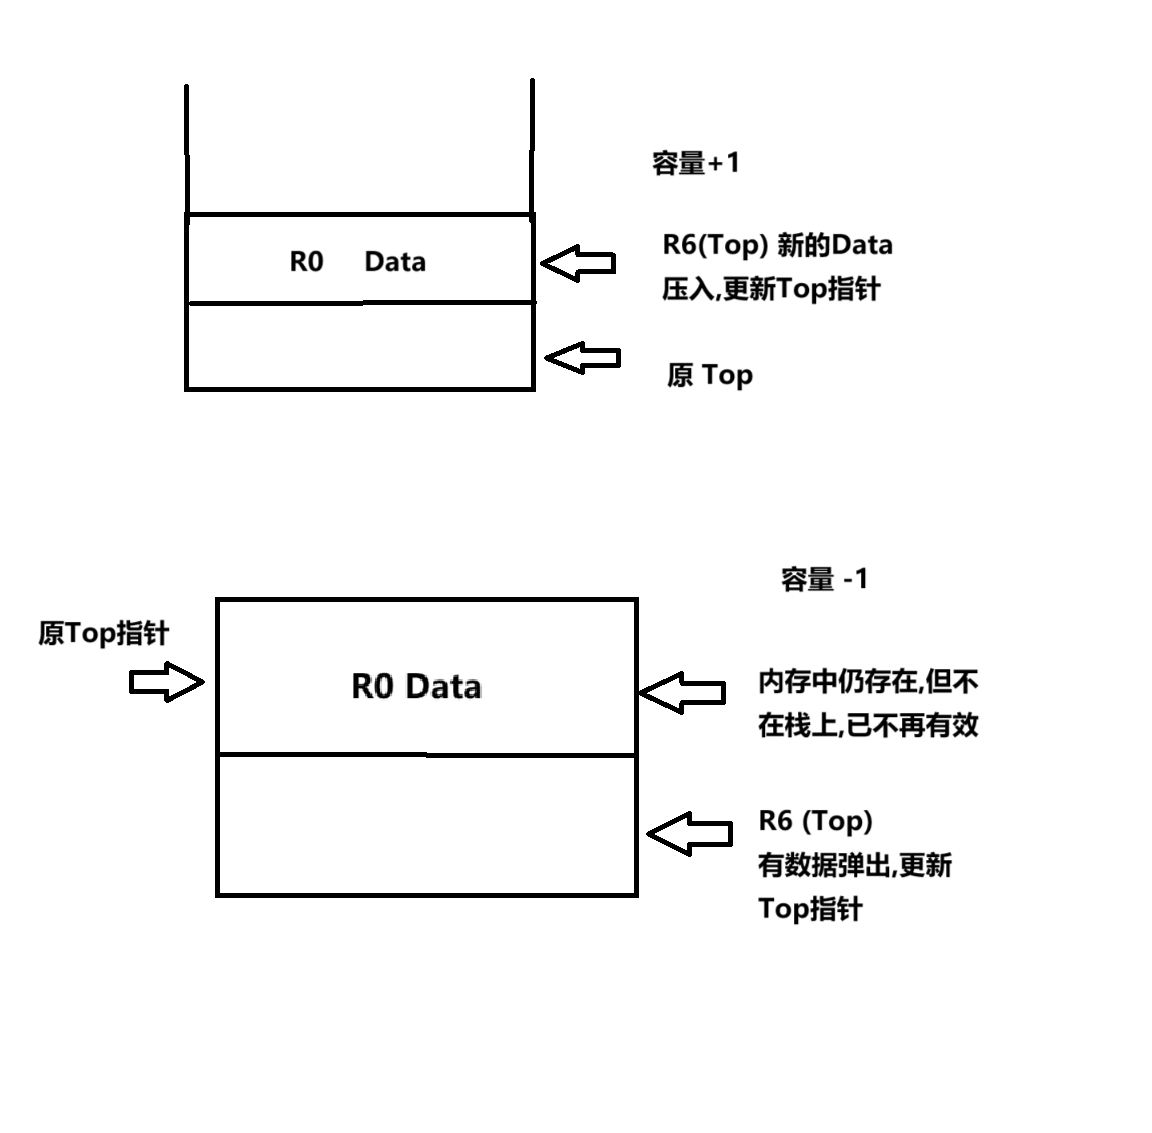 容量+1
R0 Data
R6(Top) 新的Data
压入,更新Top指针
原 Top
容量 -1
原Top指针
R0 Data
内存中仍存在,但不
在栈上,已不再有效
R6 (Top)
有数据弹出,更新
Top指针